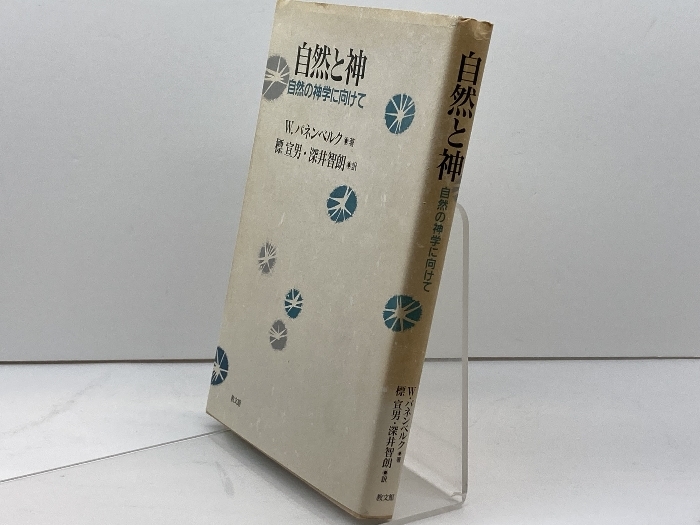 自然と神
自然の神学に向けて
W.パネンベルク●著
標 宣男・深井智朗●訳
教文館
自然と神
自然の神学に向けて
W・パネンベルク●著
標 宣男・深井智朗●訳
教文館